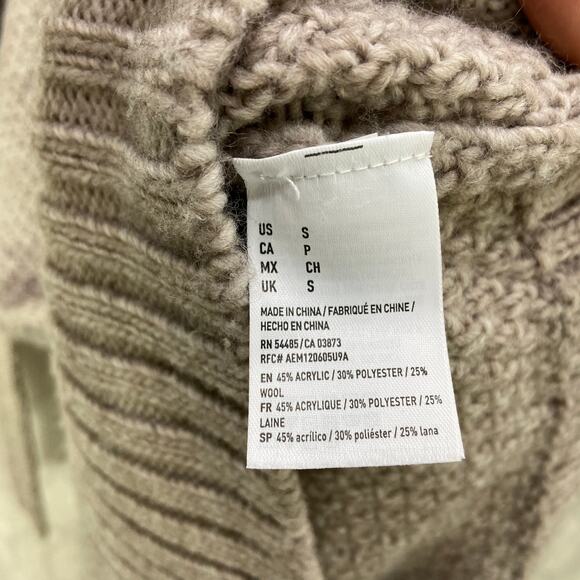 US S
CA P
MX CH
UK S
MADE IN CHINA / FABRIQUÉ EN CHINE /
HECHO EN CHINA
RN 54485 / CA 03873
RFC# AEM120605U9A
EN 45% ACRYLIC / 30% POLYESTER / 25%
WOOL
FR 45% ACRYLIQUE / 30% POLYESTER / 25%
LAINE
SP 45% acrílico / 30% poliéster / 25% lana